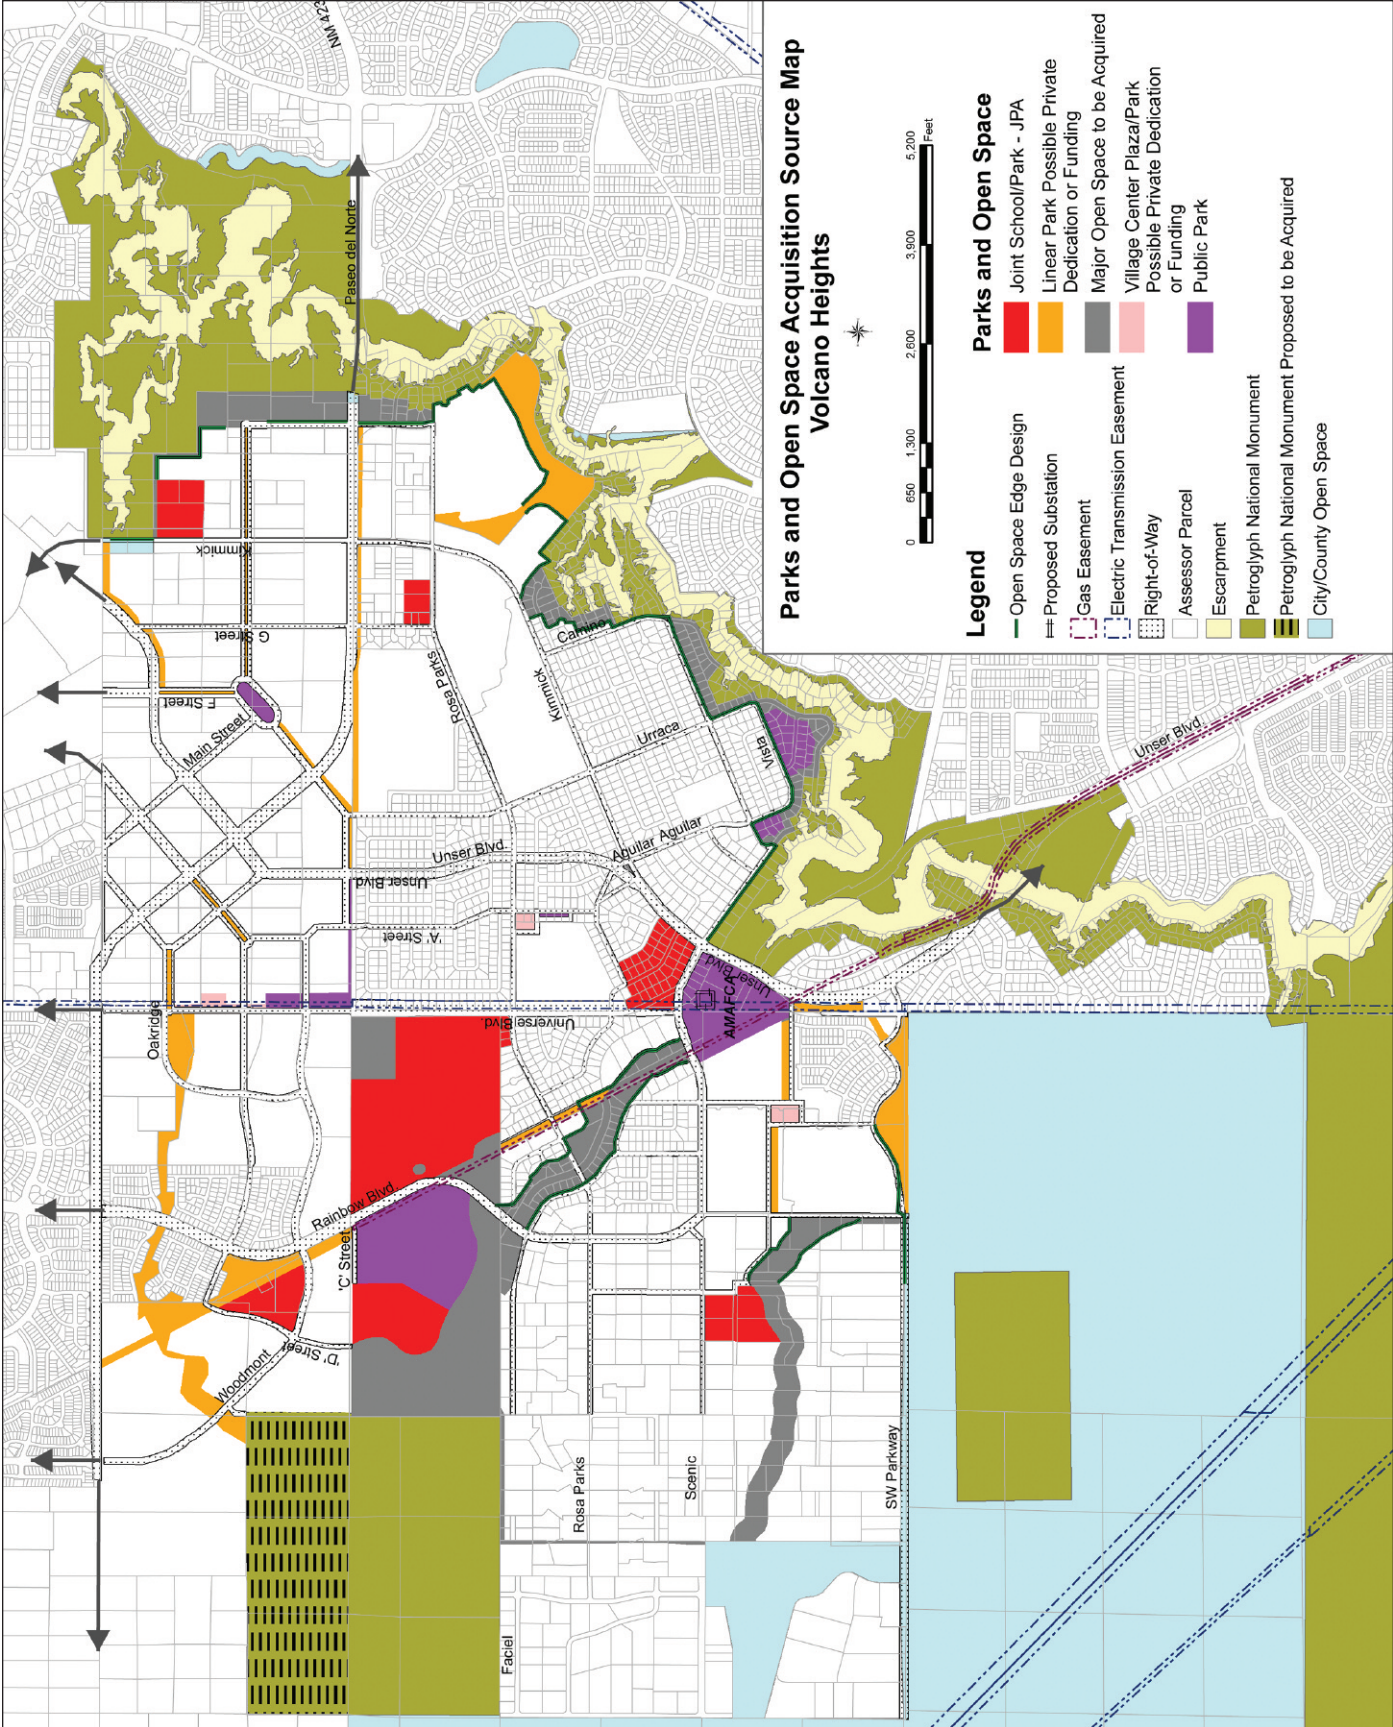 Parks and Open Space Acquisition Source Map
Volcano Heights
0
650
1,300
2,600
3,900
5,200
Feet
Legend
Open Space Edge Design
Proposed Substation
Gas Easement
Electric Transmission Easement
Right-of-Way
Assessor Parcel
Escarpment
Petroglyph National Monument
Petroglyph National Monument Proposed to be Acquired
City/County Open Space
Parks and Open Space
Joint School/Park - JPA
Linear Park Possible Private
Dedication or Funding
Major Open Space to be Acquired
Village Center Plaza/Park
Possible Private Dedication
or Funding
Public Park
NM 423
Paseo del Norte
Kimmick
G Street
F Street
Main Street
Rosa Parks
Kimmick
Camino
Urraca
Vista
Unser Blvd.
Aguilar Aguilar
Unser Blvd
'A' Street
Unser Blvd.
AMAFCA
Unser Blvd.
Oakridge
Universe Blvd.
Rainbow Blvd.
'C' Street
'D' Street
Woodmont
Rosa Parks
Scenic
SW Parkway
Faciel